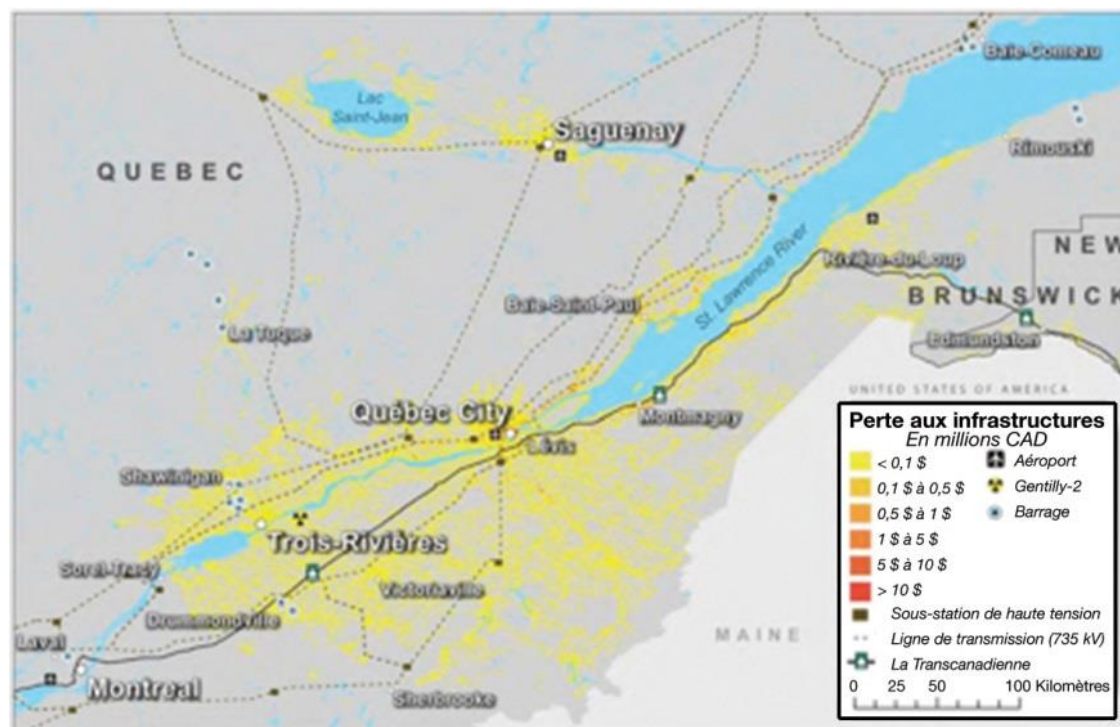 Baie-Comeau
Lac
Saint-Jean
Saguenay
Rimouski
QUEBEC
St. Lawrence River
NEW
Rivière-du-Loup
BRUNSWICK
Baie-Saint-Paul
La Tuque
Edmundston
UNITED STATES OF AMERICA
Québec City
Montmagny
Lévis
Shawinigan
Trois-Rivières
Sorel-Tracy
Victoriaville
Drummondville
MAINE
Laval
Montreal
Sherbrooke
Perte aux infrastructures
En millions CAD
< 0,1 $
0,1 $ à 0,5 $
0,5 $ à 1 $
1 $ à 5 $
5 $ à 10 $
> 10 $
Aéroport
Gentilly-2
Barrage
Sous-station de haute tension
Ligne de transmission (735 kV)
La Transcanadienne
0 25 50 100 Kilomètres